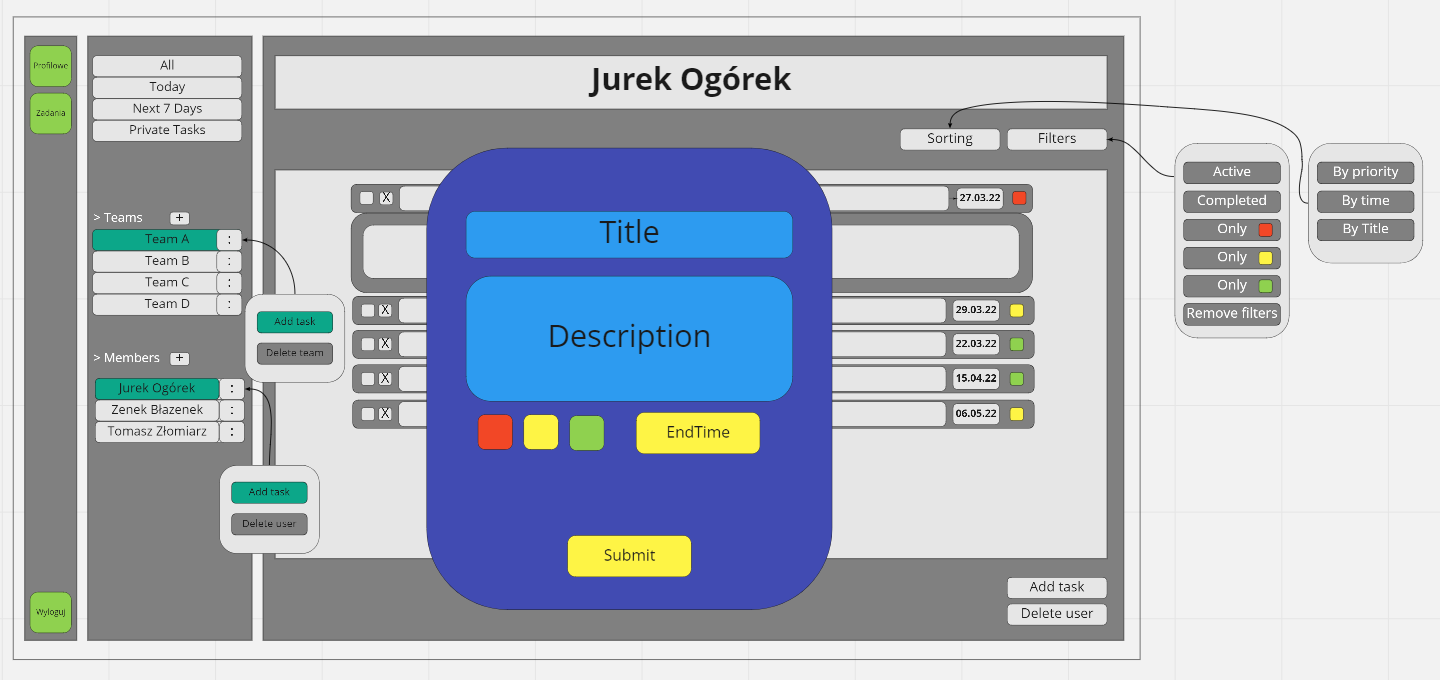 Profilowe
Zadania
Wyloguj
All
Today
Next 7 Days
Private Tasks
> Teams +
Team A :
Team B :
Team C :
Team D :
Add task
Delete team
> Members +
Jurek Ogórek :
Zenek Błazenek :
Tomasz Złomiarz :
Add task
Delete user
Jurek Ogórek
Sorting
Filters
X
27.03.22
X
29.03.22
X
22.03.22
X
15.04.22
X
06.05.22
Title
Description
EndTime
Submit
Add task
Delete user
Active
Completed
Only
Only
Only
Remove filters
By priority
By time
By Title